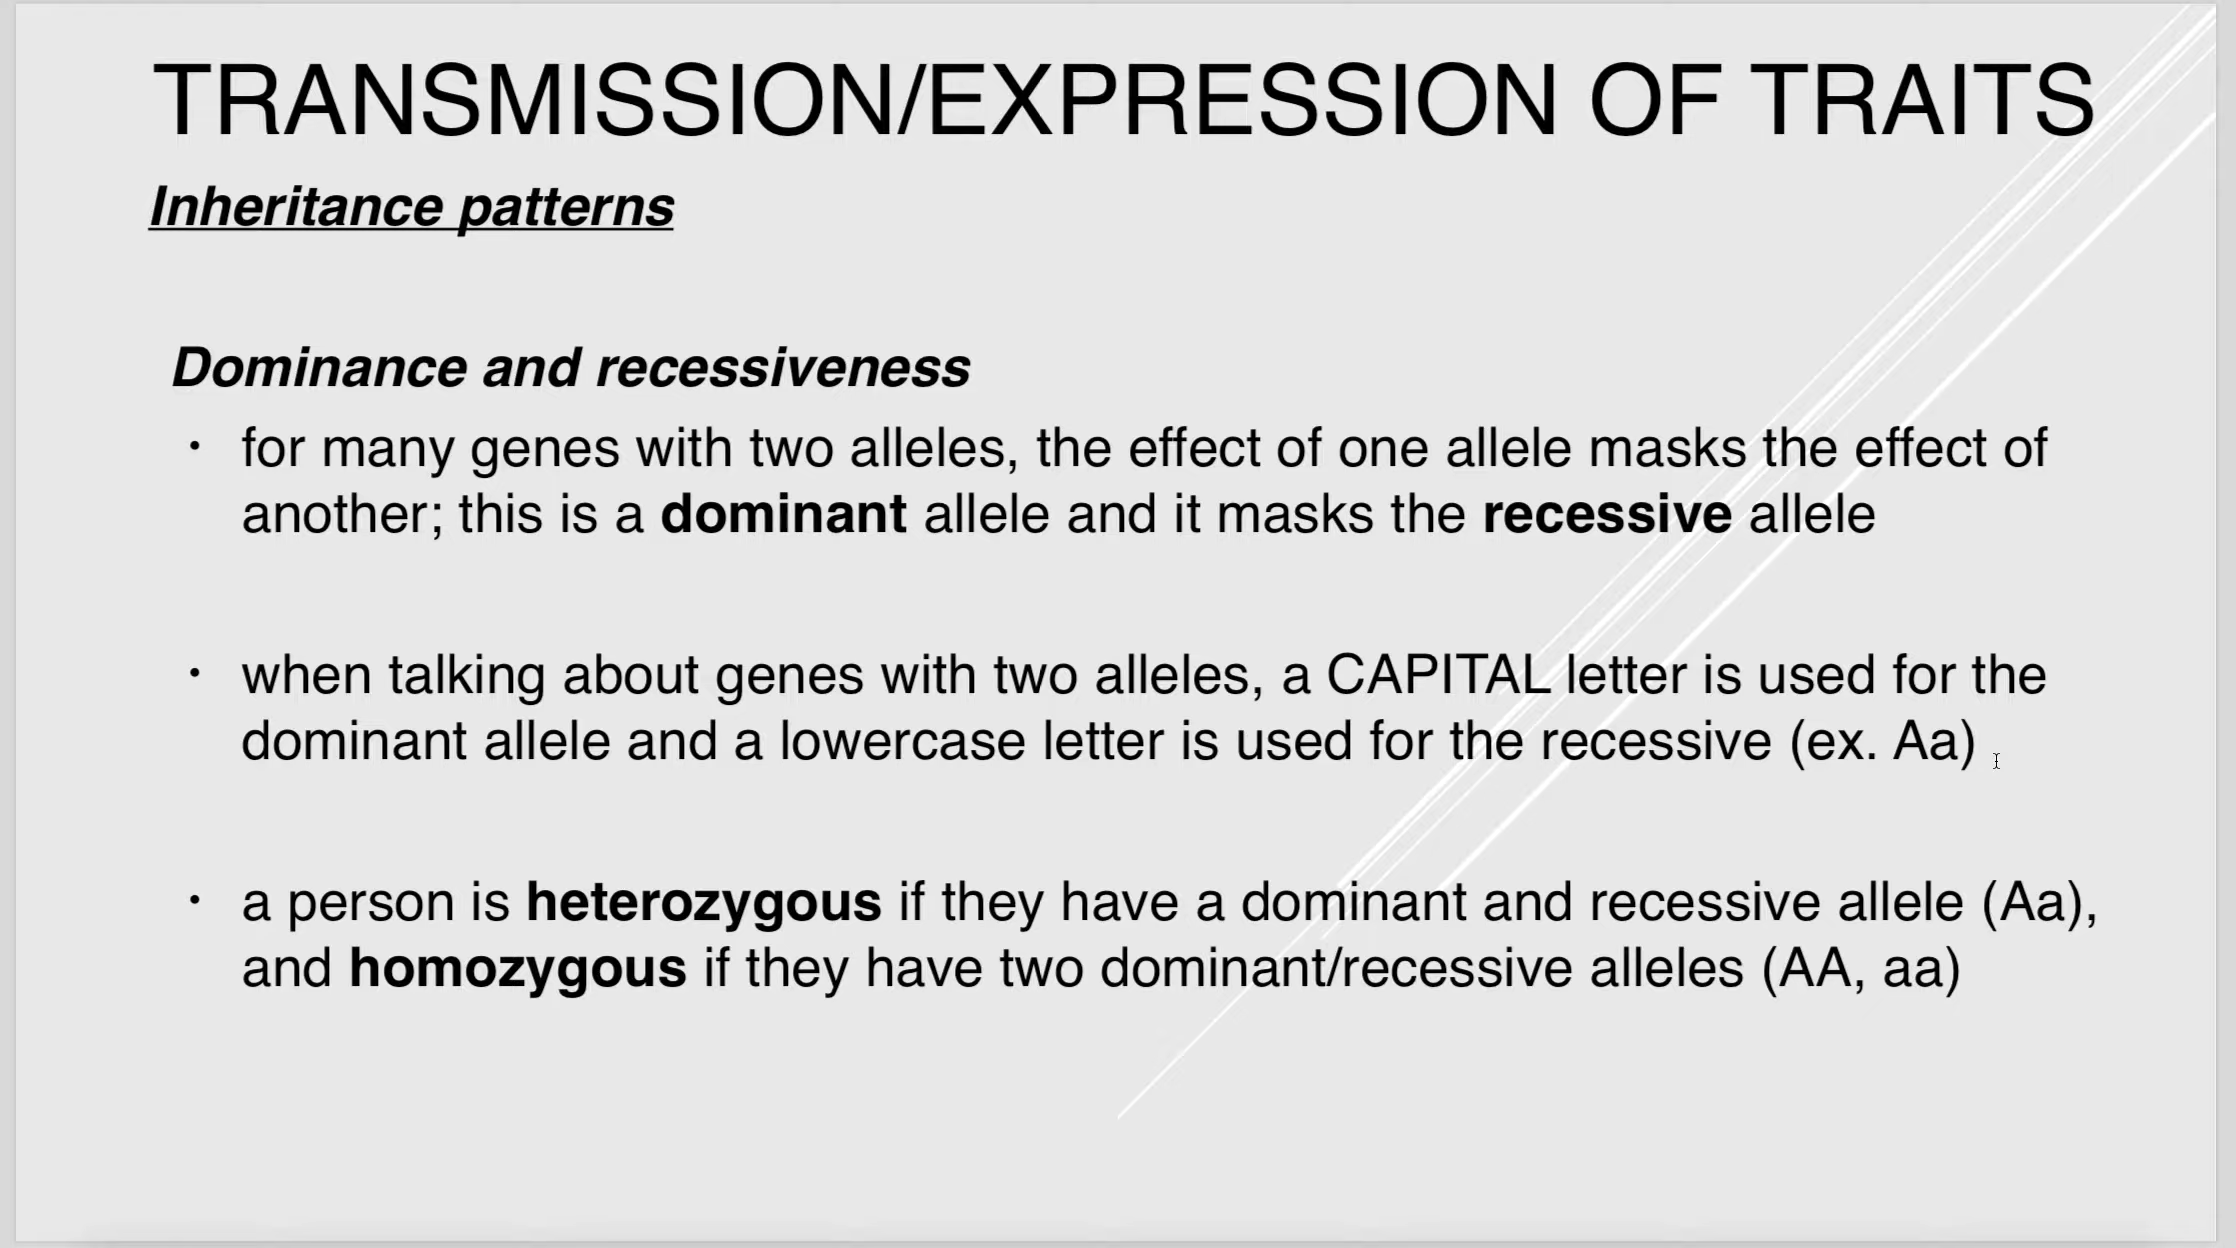 TRANSMISSION/EXPRESSION OF TRAITS
Inheritance patterns
Dominance and recessiveness
• for many genes with two alleles, the effect of one allele masks the effect of
another; this is a dominant allele and it masks the recessive allele
• when talking about genes with two alleles, a CAPITAL letter is used for the
dominant allele and a lowercase letter is used for the recessive (ex. Aa)
• a person is heterozygous if they have a dominant and recessive allele (Aa),
and homozygous if they have two dominant/recessive alleles (AA, aa)